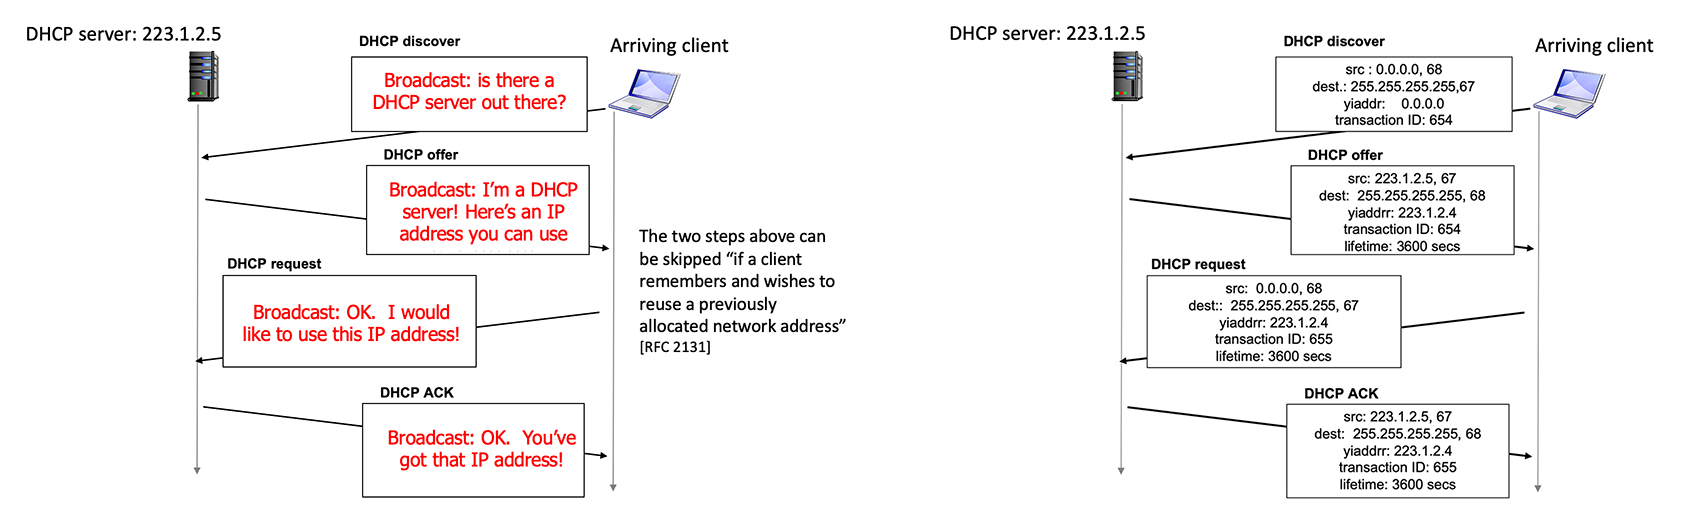 DHCP server: 223.1.2.5
DHCP discover
Arriving client
Broadcast: is there a
DHCP server out there?
DHCP offer
Broadcast: I’m a DHCP
server! Here’s an IP
address you can use
The two steps above can
be skipped “if a client
remembers and wishes to
reuse a previously
allocated network address”
[RFC 2131]
DHCP request
Broadcast: OK.  I would
like to use this IP address!
DHCP ACK
Broadcast: OK.  You’ve
got that IP address!
DHCP server: 223.1.2.5
DHCP discover
Arriving client
src : 0.0.0.0, 68
dest.: 255.255.255.255,67
yiaddr:    0.0.0.0
transaction ID: 654
DHCP offer
src: 223.1.2.5, 67
dest:  255.255.255.255, 68
yiaddrr: 223.1.2.4
transaction ID: 654
lifetime: 3600 secs
DHCP request
src:  0.0.0.0, 68
dest::  255.255.255.255, 67
yiaddrr: 223.1.2.4
transaction ID: 655
lifetime: 3600 secs
DHCP ACK
src: 223.1.2.5, 67
dest:  255.255.255.255, 68
yiaddrr: 223.1.2.4
transaction ID: 655
lifetime: 3600 secs